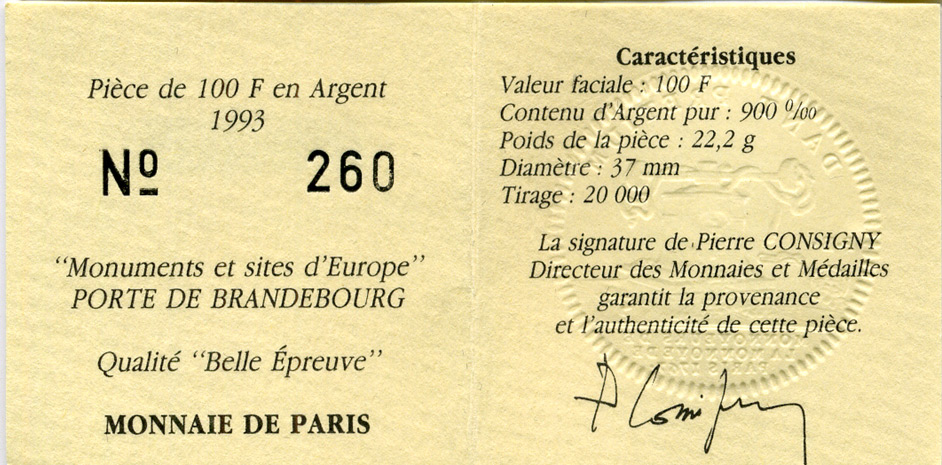 Pièce de 100 F en Argent
1993
Nº 260
"Monuments et sites d'Europe"
PORTE DE BRANDEBOURG
Qualité "Belle Épreuve"
MONNAIE DE PARIS
Caractéristiques
Valeur faciale : 100 F
Contenu d'Argent pur : 900 ‰
Poids de la pièce : 22,2 g
Diamètre : 37 mm
Tirage : 20 000
La signature de Pierre CONSIGNY
Directeur des Monnaies et Médailles
garantit la provenance
et l'authenticité de cette pièce.